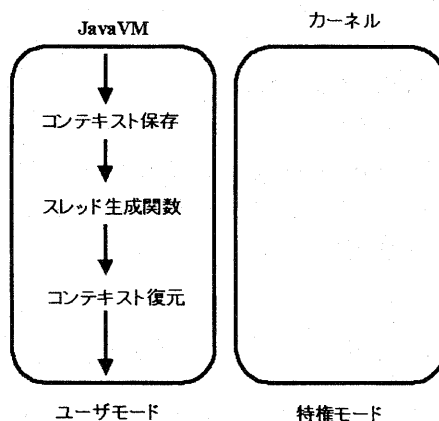 JavaVM
カーネル
コンテキスト保存
スレッド生成関数
コンテキスト復元
ユーザモード
特権モード